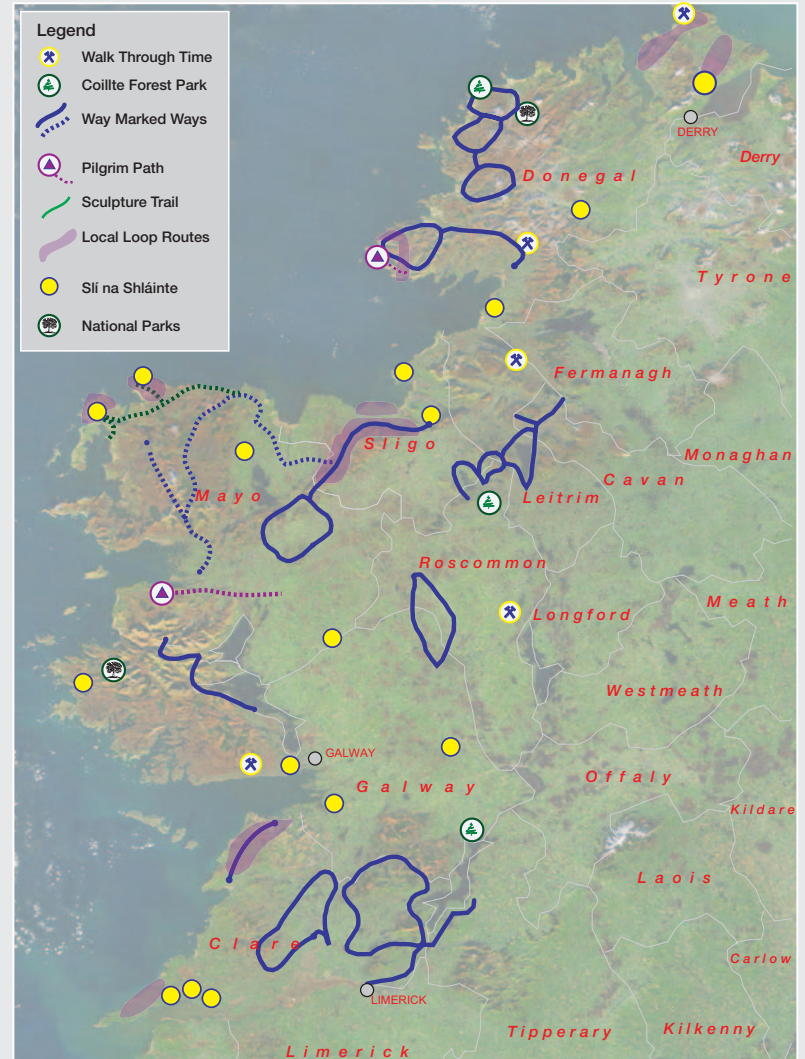 Legend
Walk Through Time
Coillte Forest Park
Way Marked Ways
Pilgrim Path
Sculpture Trail
Local Loop Routes
Slí na Shláinte
National Parks
DERRY
Derry
Donegal
Tyrone
Fermanagh
Sligo
Monaghan
Cavan
Mayo
Leitrim
Roscommon
Meath
Longford
Westmeath
GALWAY
Offaly
Galway
Kildare
Laois
Clare
Carlow
LIMERICK
Tipperary
Kilkenny
Limerick